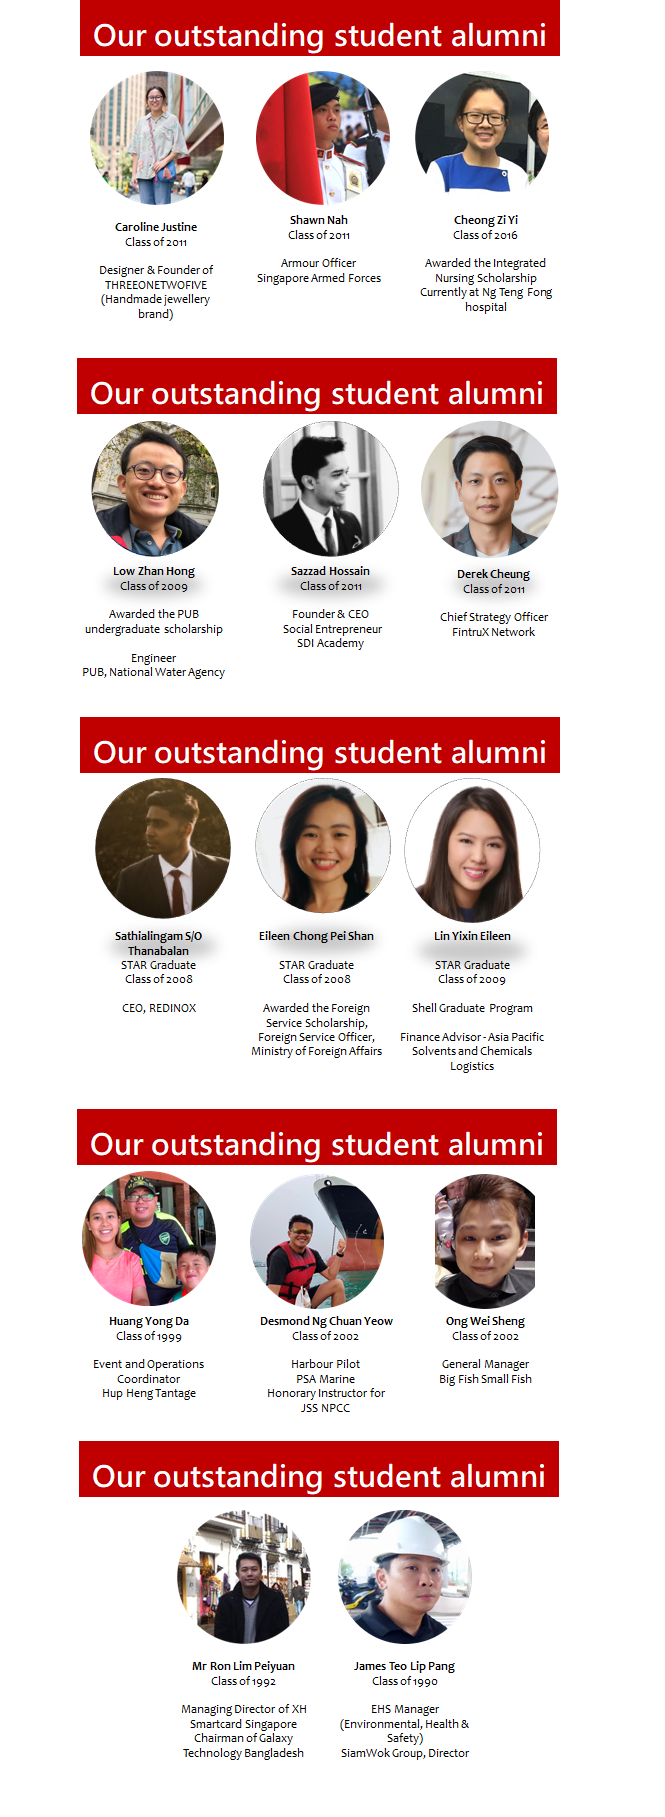 Our outstanding student alumni
Caroline Justine
Class of 2011
Designer & Founder of
THREEONETWOFIVE
(Handmade jewellery
brand)
Shawn Nah
Class of 2011
Armour Officer
Singapore Armed Forces
Cheong Zi Yi
Class of 2016
Awarded the Integrated
Nursing Scholarship
Currently at Ng Teng Fong
hospital
Our outstanding student alumni
Low Zhan Hong
Class of 2009
Awarded the PUB
undergraduate scholarship
Engineer
PUB, National Water Agency
Sazzad Hossain
Class of 2011
Founder & CEO
Social Entrepreneur
SDI Academy
Derek Cheung
Class of 2011
Chief Strategy Officer
FintruX Network
Our outstanding student alumni
Sathialingam S/O
Thanabalan
STAR Graduate
Class of 2008
CEO, REDINOX
Eileen Chong Pei Shan
STAR Graduate
Class of 2008
Awarded the Foreign
Service Scholarship,
Foreign Service Officer,
Ministry of Foreign Affairs
Lin Yixin Eileen
STAR Graduate
Class of 2009
Shell Graduate Program
Finance Advisor - Asia Pacific
Solvents and Chemicals
Logistics
Our outstanding student alumni
Huang Yong Da
Class of 1999
Event and Operations
Coordinator
Hup Heng Tantage
Desmond Ng Chuan Yeow
Class of 2002
Harbour Pilot
PSA Marine
Honorary Instructor for
JSS NPCC
Ong Wei Sheng
Class of 2002
General Manager
Big Fish Small Fish
Our outstanding student alumni
Mr Ron Lim Peiyuan
Class of 1992
Managing Director of XH
Smartcard Singapore
Chairman of Galaxy
Technology Bangladesh
James Teo Lip Pang
Class of 1990
EHS Manager
(Environmental, Health &
Safety)
SiamWok Group, Director